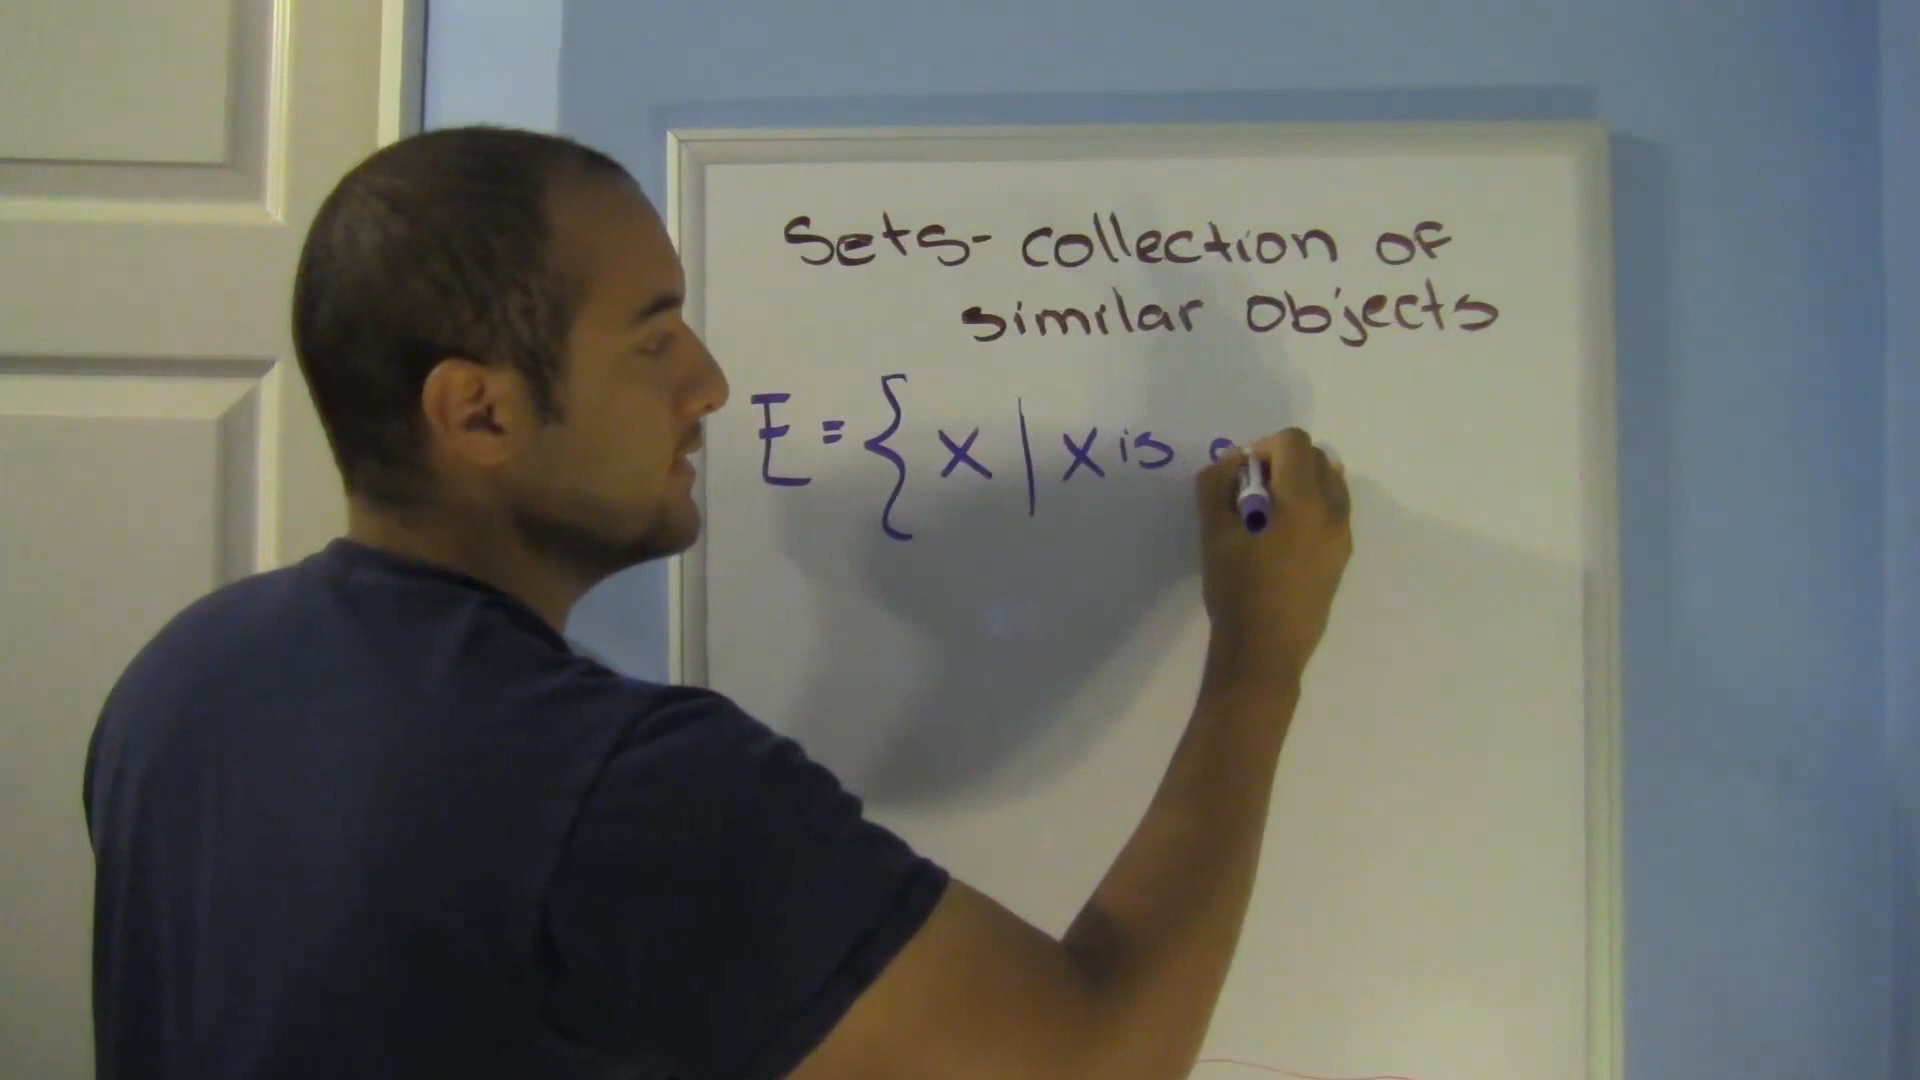 Sets- collection of
similar objects
E = { x | x is